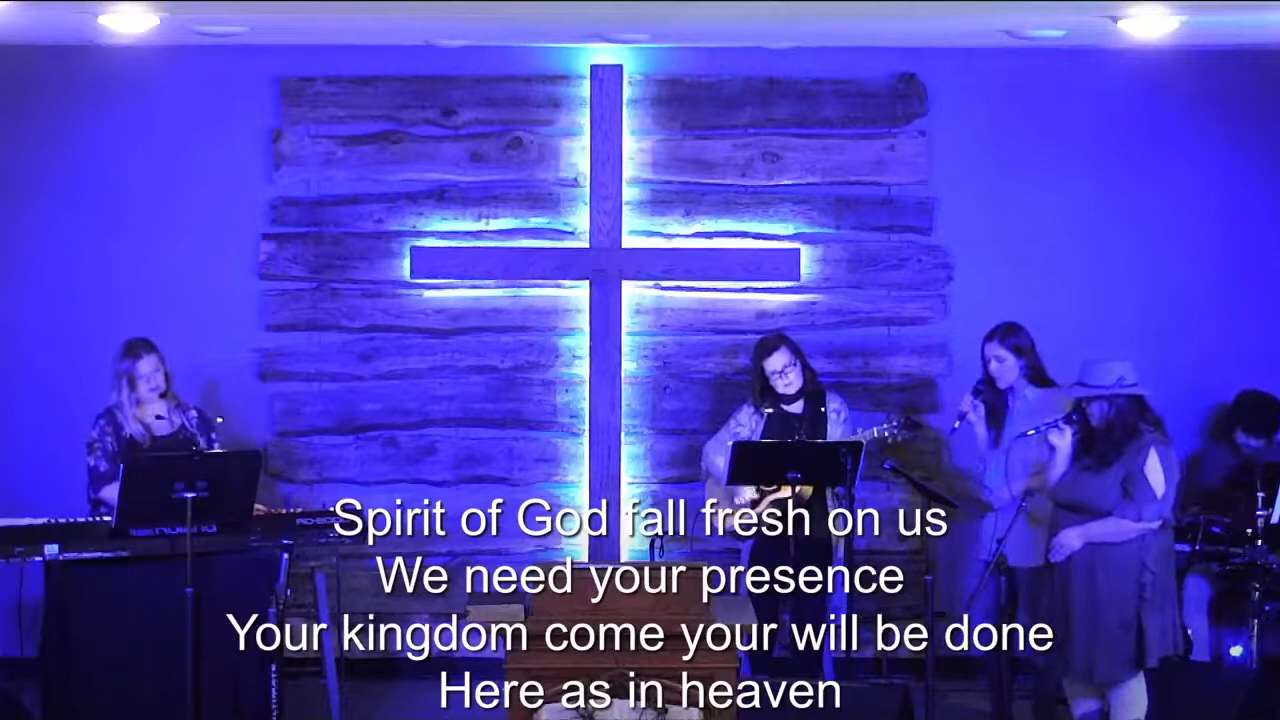 Spirit of God fall fresh on us
We need your presence
Your kingdom come your will be done
Here as in heaven